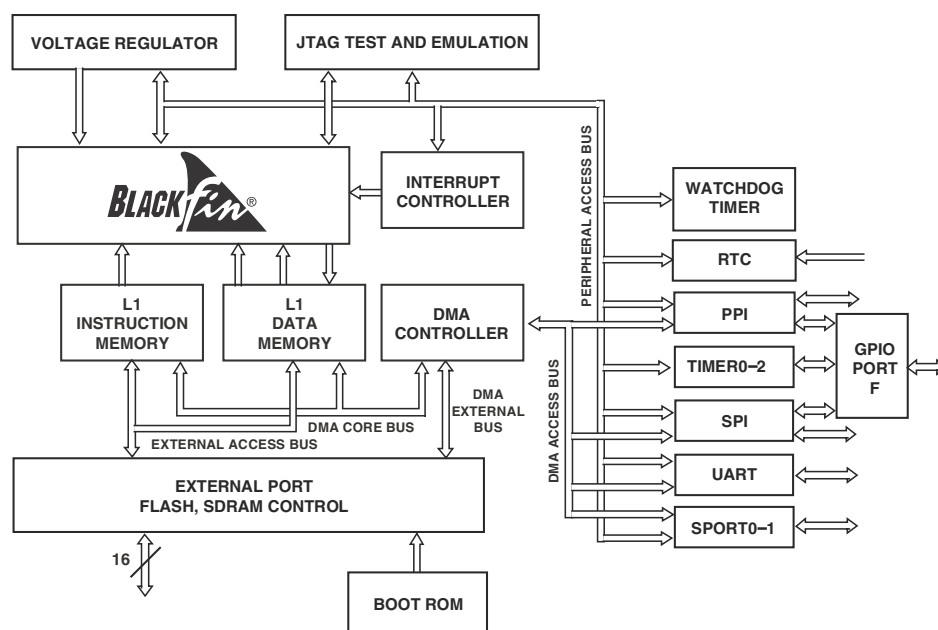 VOLTAGE REGULATOR
JTAG TEST AND EMULATION
BLACKfin®
INTERRUPT
CONTROLLER
PERIPHERAL ACCESS BUS
WATCHDOG
TIMER
RTC
L1
INSTRUCTION
MEMORY
L1
DATA
MEMORY
DMA
CONTROLLER
PPI
GPIO
PORT
F
TIMER0–2
DMA CORE BUS
EXTERNAL ACCESS BUS
DMA
EXTERNAL
BUS
DMA ACCESS BUS
SPI
UART
SPORT0–1
EXTERNAL PORT
FLASH, SDRAM CONTROL
16
BOOT ROM